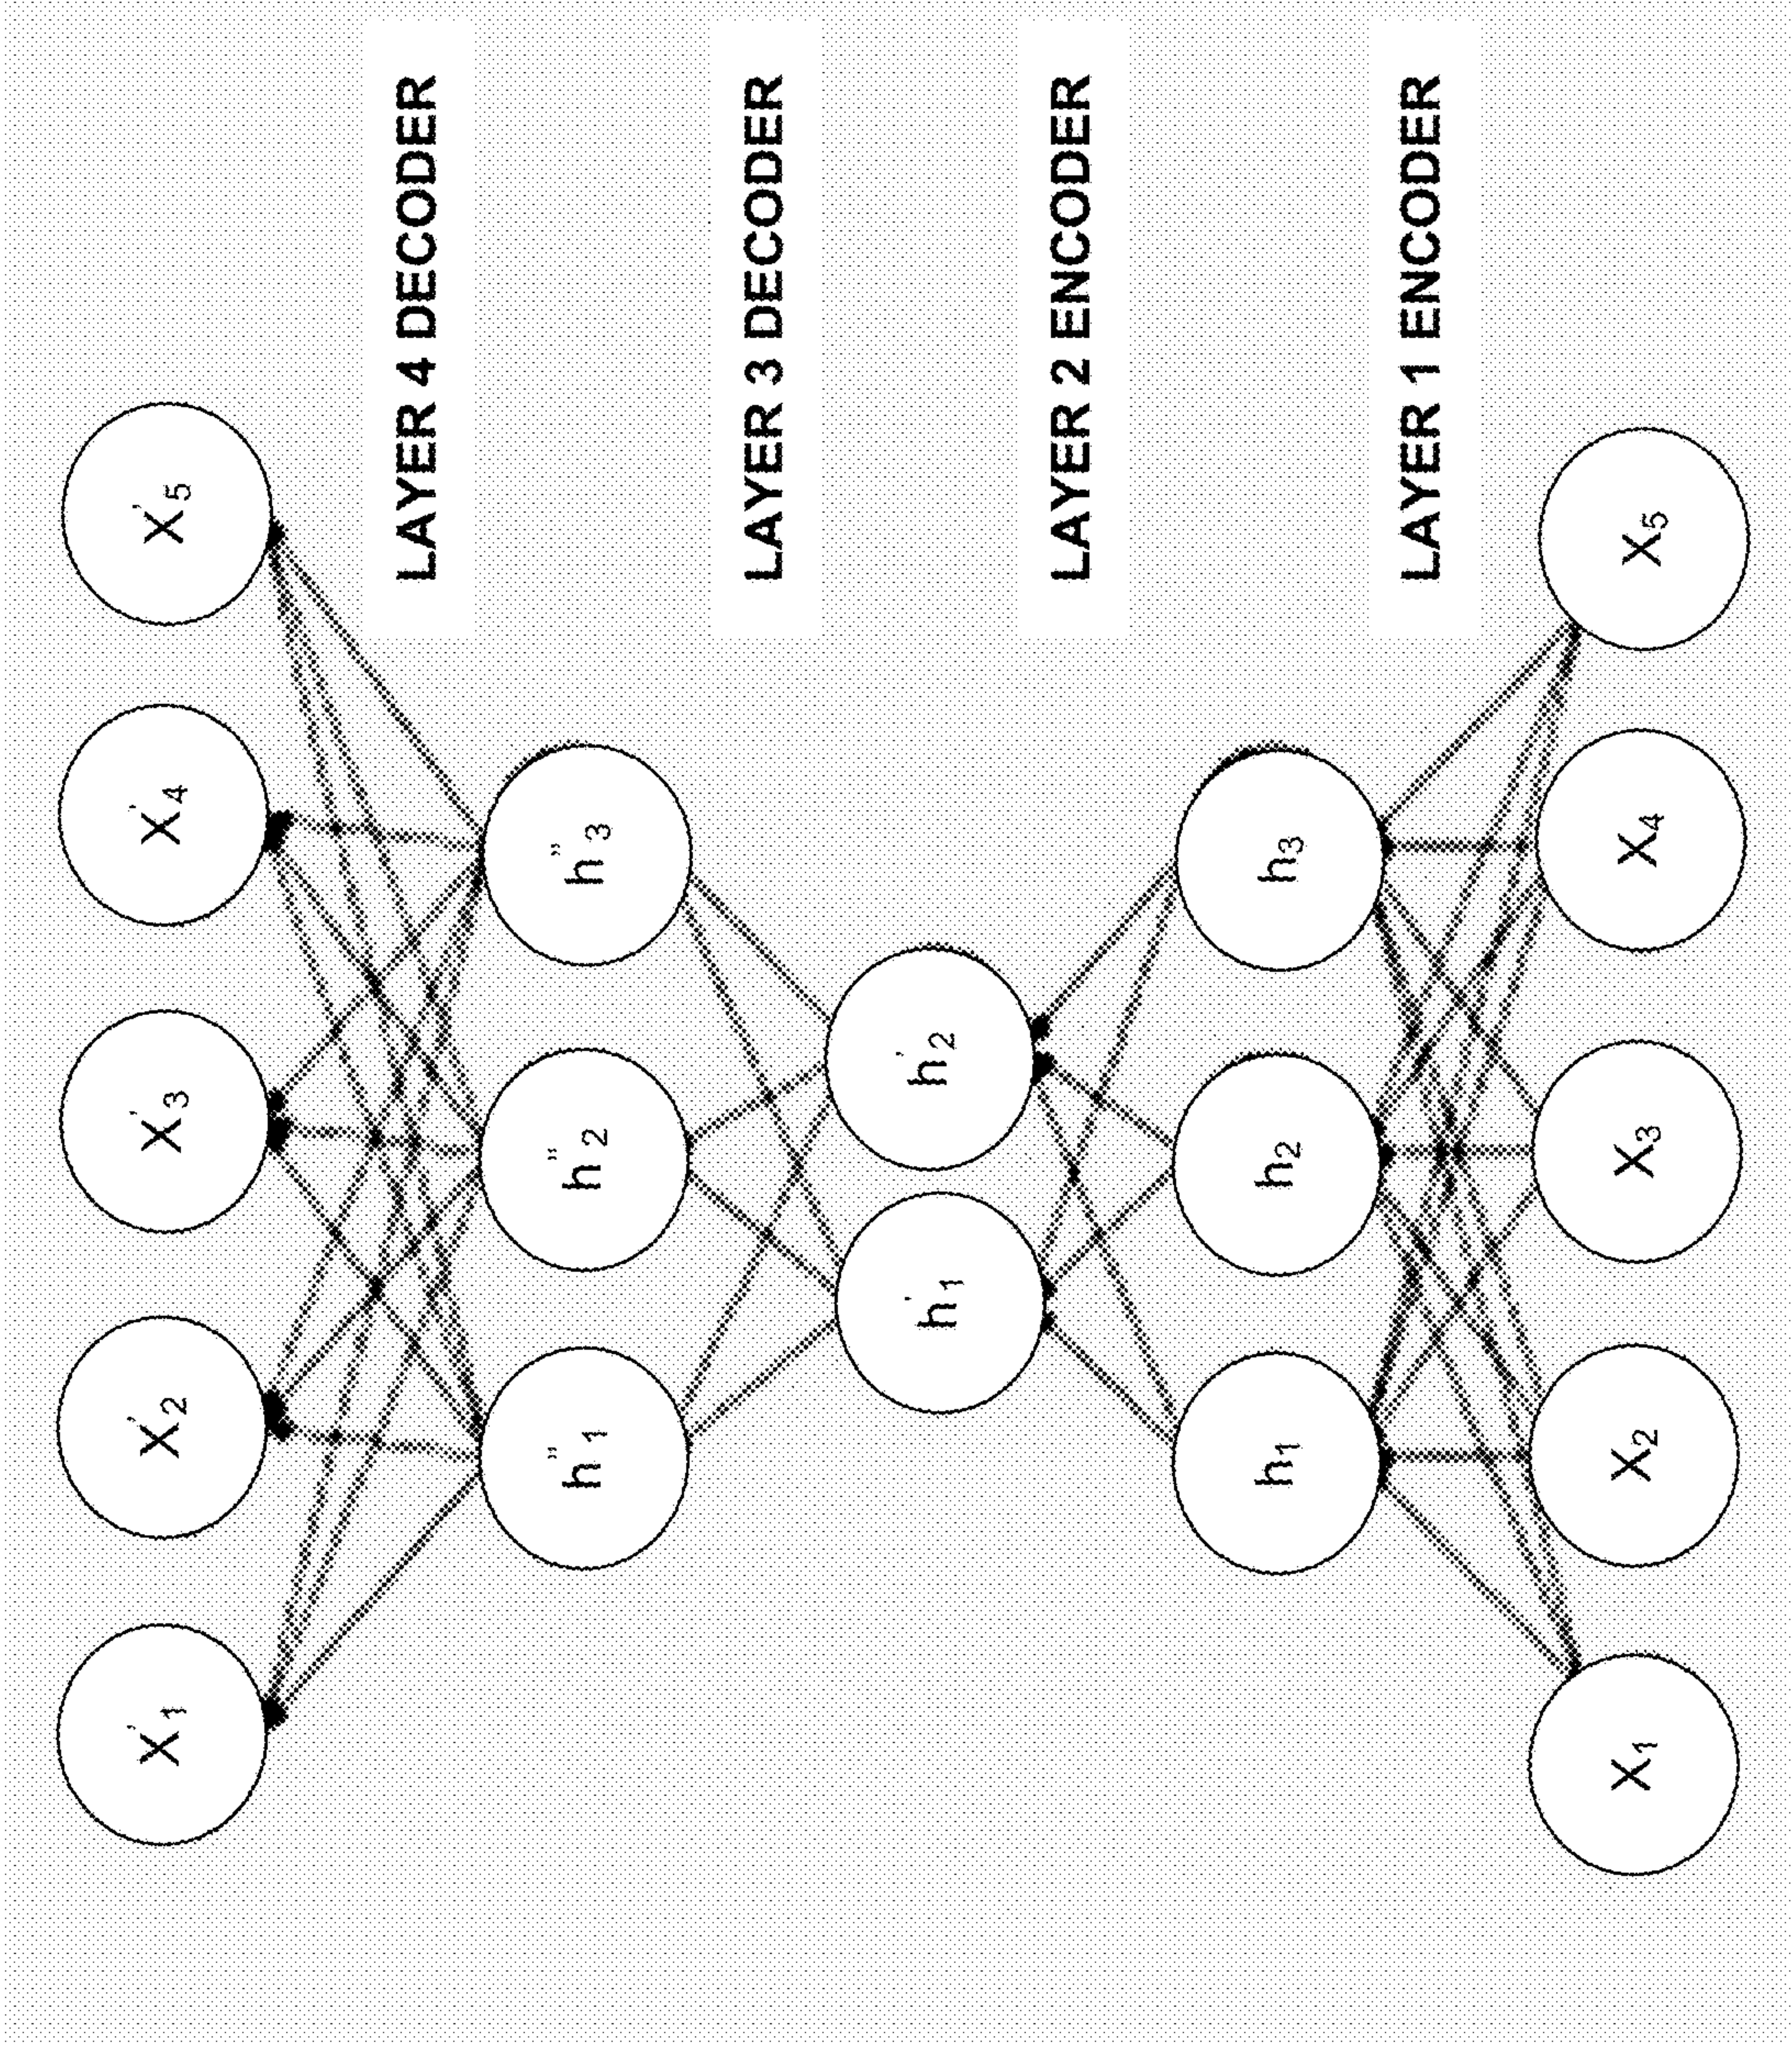 X'1 X'2 X'3 X'4 X'5
LAYER 4 DECODER
h"1 h"2 h"3
LAYER 3 DECODER
h'1 h'2
LAYER 2 ENCODER
h1 h2 h3
LAYER 1 ENCODER
X1 X2 X3 X4 X5